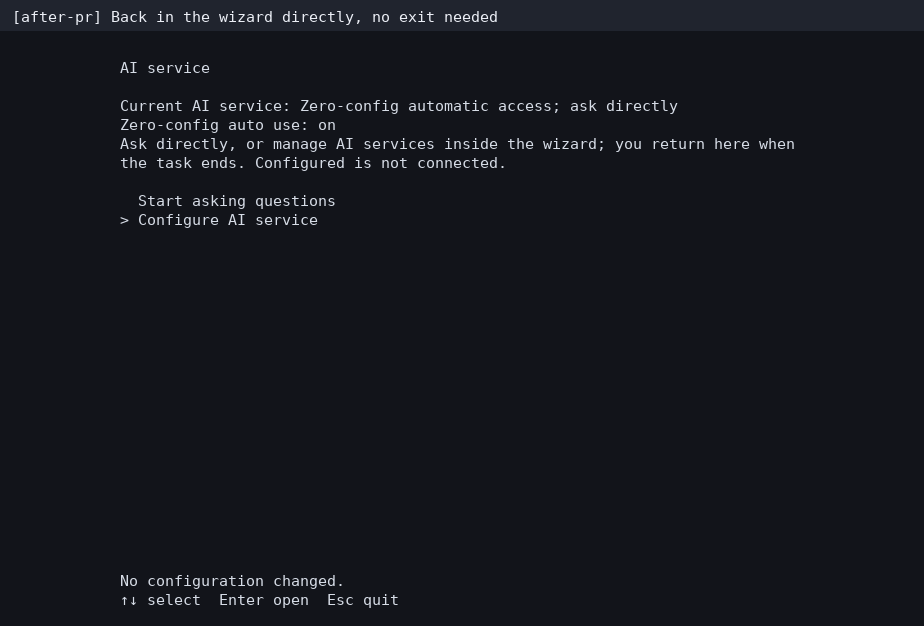 [after-pr] Back in the wizard directly, no exit needed
AI service
Current AI service: Zero-config automatic access; ask directly
Zero-config auto use: on
Ask directly, or manage AI services inside the wizard; you return here when
the task ends. Configured is not connected.
Start asking questions
> Configure AI service
No configuration changed.
↑↓ select  Enter open  Esc quit